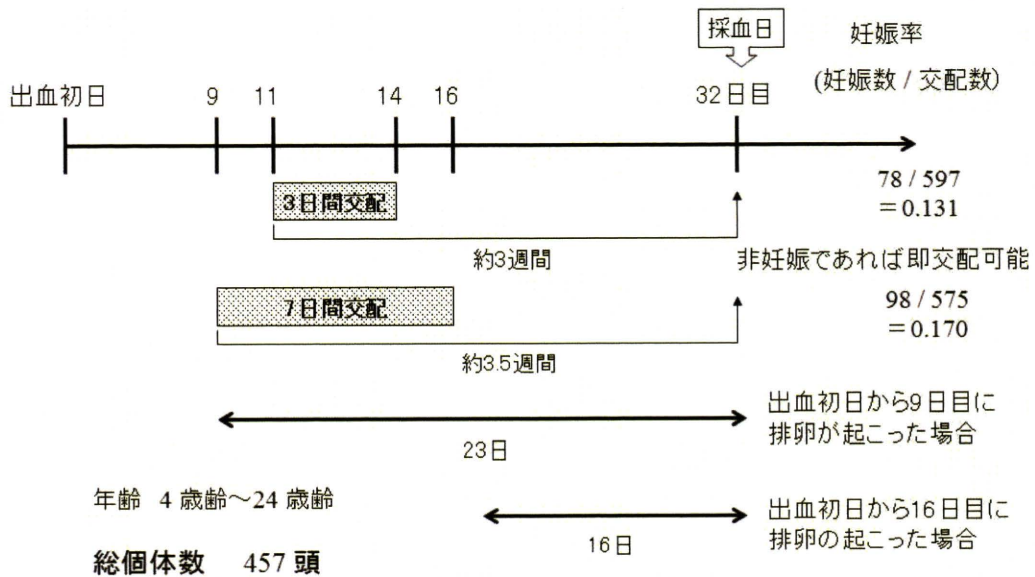 採血日
妊娠率
(妊娠数 / 交配数)
出血初日
9
11
14
16
32日目
3日間交配
78 / 597
= 0.131
約3週間
非妊娠であれば即交配可能
7日間交配
98 / 575
= 0.170
約3.5週間
出血初日から9日目に
排卵が起こった場合
23日
年齢 4 歳齢～24 歳齢
出血初日から16日目に
排卵の起こった場合
16日
総個体数 457 頭